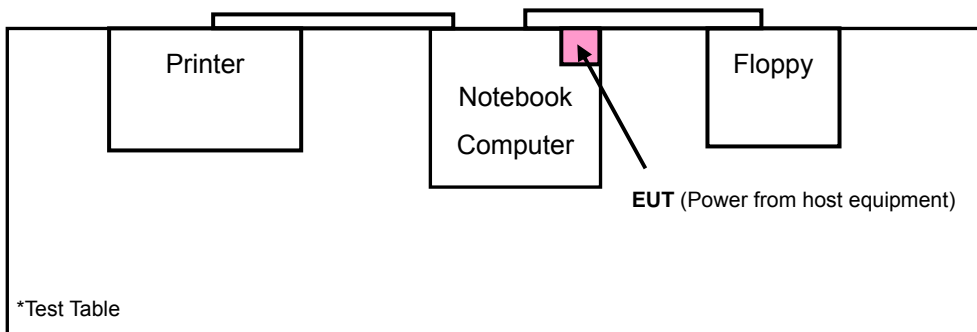 Printer
Notebook
Computer
Floppy
EUT (Power from host equipment)
*Test Table